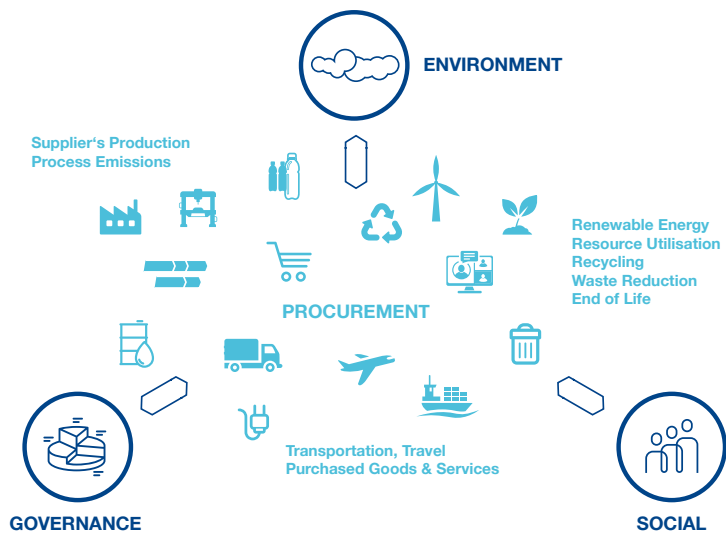 ENVIRONMENT
Supplier‘s Production
Process Emissions
Renewable Energy
Resource Utilisation
Recycling
Waste Reduction
End of Life
PROCUREMENT
Transportation, Travel
Purchased Goods & Services
GOVERNANCE
SOCIAL